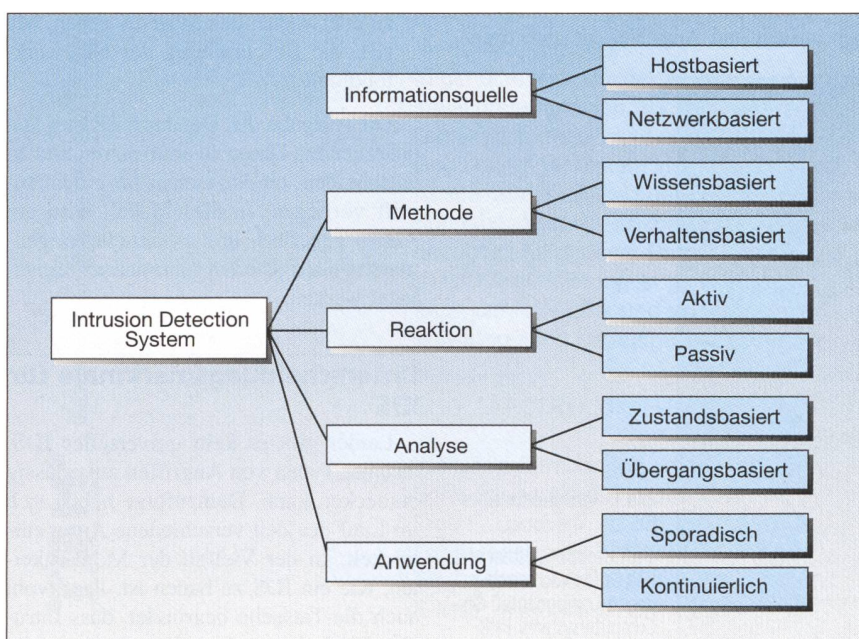 Intrusion Detection
System
Informationsquelle
Hostbasiert
Netzwerkbasiert
Methode
Wissensbasiert
Verhaltensbasiert
Reaktion
Aktiv
Passiv
Analyse
Zustandsbasiert
Übergangsbasiert
Anwendung
Sporadisch
Kontinuierlich